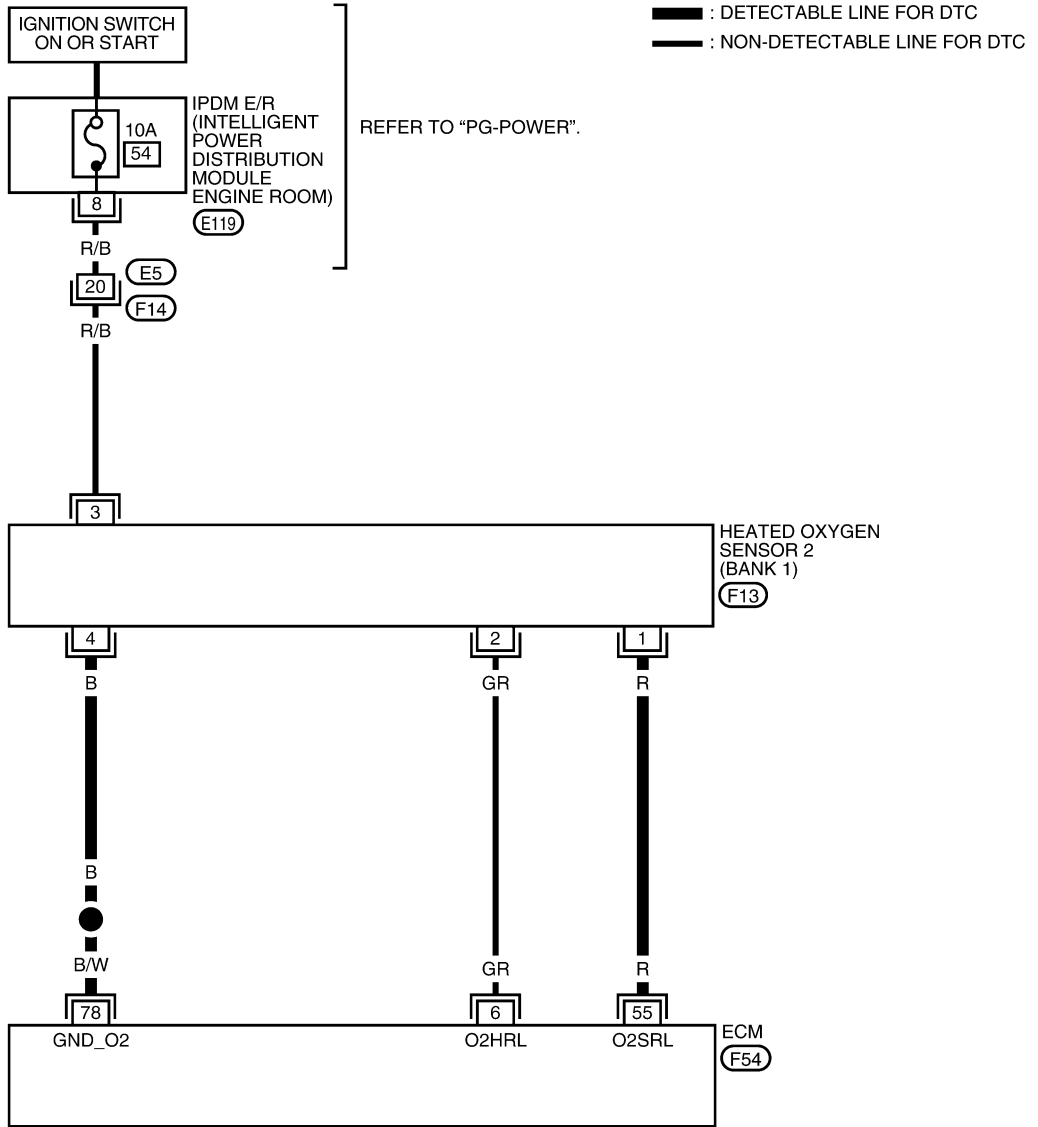 IGNITION SWITCH
ON OR START
: DETECTABLE LINE FOR DTC
: NON-DETECTABLE LINE FOR DTC
10A
54
IPDM E/R
(INTELLIGENT
POWER
DISTRIBUTION
MODULE
ENGINE ROOM)
E119
REFER TO “PG-POWER”.
8
R/B
20
E5
F14
R/B
3
HEATED OXYGEN
SENSOR 2
(BANK 1)
F13
4
2
1
B
GR
R
B
B/W
GR
R
78
6
55
GND_O2
O2HRL
O2SRL
ECM
F54